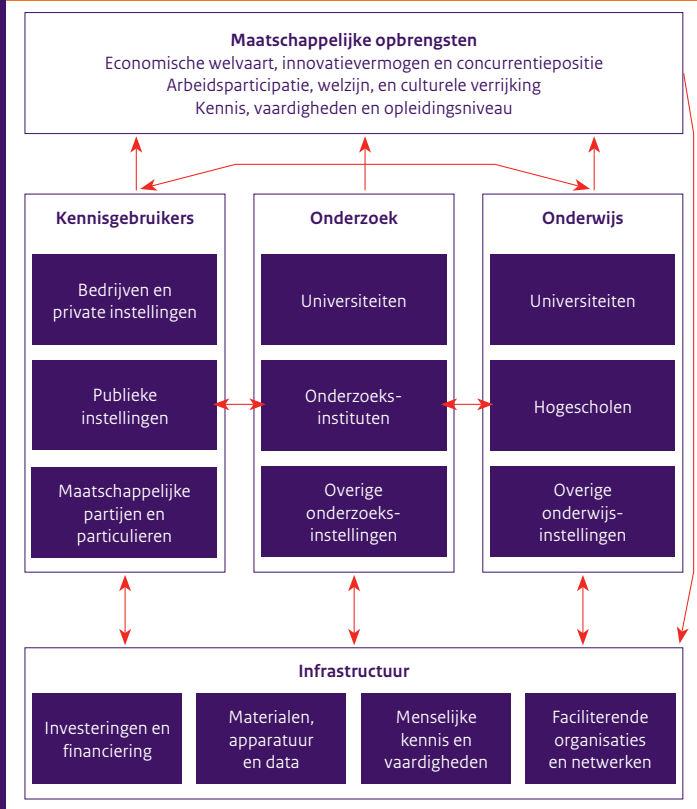 Maatschappelijke opbrengsten
Economische welvaart, innovatievermogen en concurrentiepositie
Arbeidsparticipatie, welzijn, en culturele verrijking
Kennis, vaardigheden en opleidingsniveau
Kennisgebruikers
Bedrijven en
private instellingen
Publieke
instellingen
Maatschappelijke
partijen en
particulieren
Onderzoek
Universiteiten
Onderzoeks-
instituten
Overige
onderzoeks-
instellingen
Onderwijs
Universiteiten
Hogescholen
Overige
onderwijs-
instellingen
Infrastructuur
Investeringen en
financiering
Materialen,
apparatuur
en data
Menselijke
kennis en
vaardigheden
Faciliterende
organisaties
en netwerken